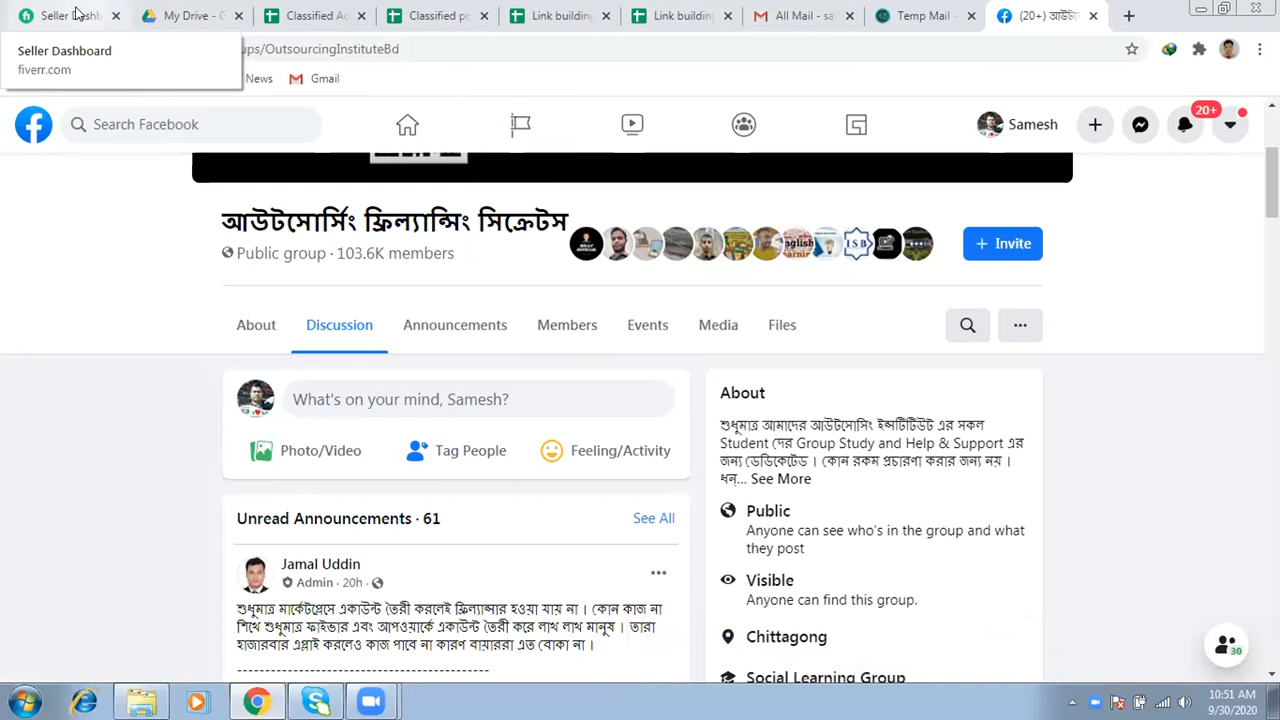 Seller Dashb
My Drive - G
Classified Ac
Classified po
Link building
Link building
All Mail - sa
Temp Mail -
(20+) আউট
Seller Dashboard
fiverr.com
ups/OutsourcingInstituteBd
News
Gmail
Search Facebook
Samesh
20+
আউটসোর্সিং ফ্রিল্যান্সিং সিক্রেটস
Public group · 103.6K members
+ Invite
About
Discussion
Announcements
Members
Events
Media
Files
What's on your mind, Samesh?
Photo/Video
Tag People
Feeling/Activity
Unread Announcements · 61
See All
Jamal Uddin
Admin · 20h ·
শুধুমাত্র মার্কেটপ্লেসে একাউন্ট তৈরী করলেই ফ্রিল্যান্সার হওয়া যায় না । কোন কাজ না
শিখে শুধুমাত্র ফাইভার এবং আপওয়ার্কে একাউন্ট তৈরী করে লাখ লাখ মানুষ । তারা
হাজারবার এপ্লাই করলেও কাজ পাবে না কারণ বায়াররা এত বোকা না ।
--------------------------------------------------
About
শুধুমাত্র আমাদের আউটসোসিং ইন্সটিটিউট এর সকল
Student দের Group Study and Help & Support এর
জন্য ডেডিকেটেড । কোন রকম প্রচারণা করার জন্য নয় ।
ধন্... See More
Public
Anyone can see who's in the group and what
they post
Visible
Anyone can find this group.
Chittagong
Social Learning Group
30
10:51 AM
9/30/2020